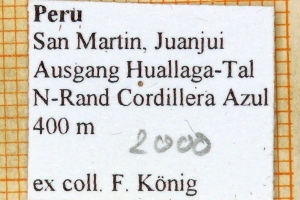 Peru
San Martin, Juanjui
Ausgang Huallaga-Tal
N-Rand Cordillera Azul
400 m
2000
ex coll. F. König